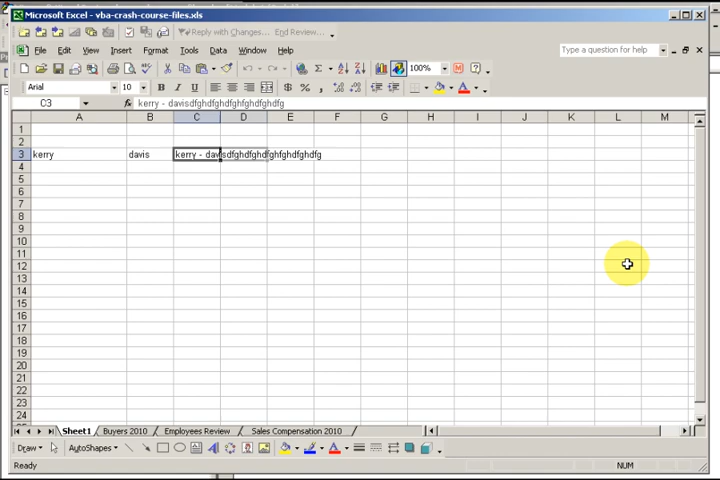 Microsoft Excel - vba-crash-course-files.xls
File Edit View Insert Format Tools Data Window Help
Type a question for help
Reply with Changes... End Review...
100%
Arial 10 B I U $ % ,
C3 fx kerry - davisdfghdfghdfghfghdfghdfg
A B C D E F G H I J K L M
1
2
3 kerry davis kerry - davisdfghdfghdfghfghdfghdfg
4
5
6
7
8
9
10
11
12
13
14
15
16
17
18
19
20
21
22
23
Sheet1 Buyers 2010 Employees Review Sales Compensation 2010
Draw AutoShapes
Ready NUM